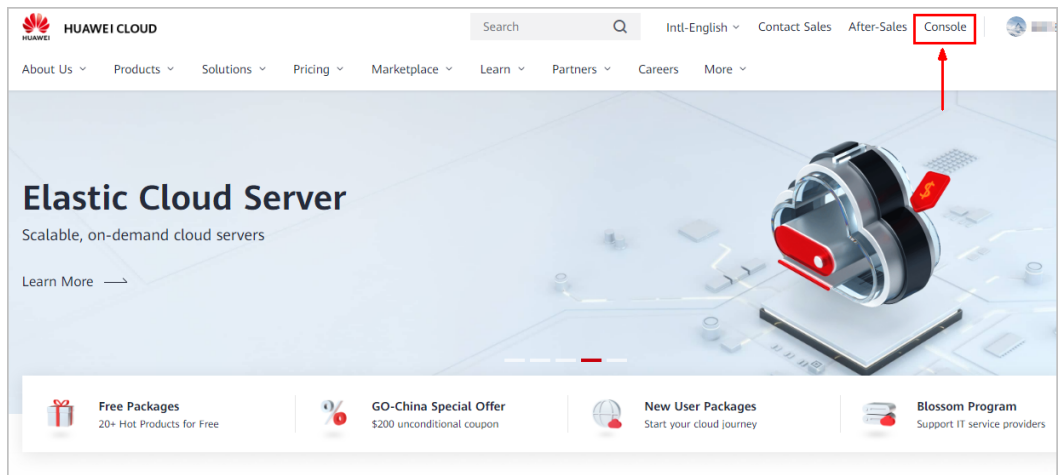 HUAWEI
HUAWEI CLOUD
Search
Intl-English
Contact Sales
After-Sales
Console
About Us
Products
Solutions
Pricing
Marketplace
Learn
Partners
Careers
More
Elastic Cloud Server
Scalable, on-demand cloud servers
Learn More
$
Free Packages
20+ Hot Products for Free
%
GO-China Special Offer
$200 unconditional coupon
New User Packages
Start your cloud journey
Blossom Program
Support IT service providers